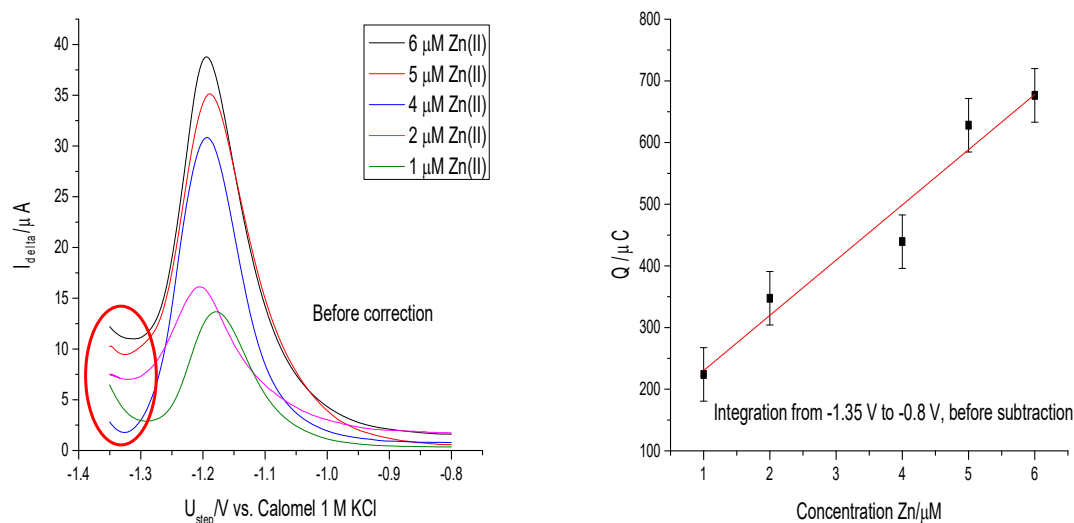 40
35
30
25
20
15
10
5
0
I_delta/μ A
-1.4 -1.3 -1.2 -1.1 -1.0 -0.9 -0.8
U_step/V vs. Calomel 1 M KCl
6 μM Zn(II)
5 μM Zn(II)
4 μM Zn(II)
2 μM Zn(II)
1 μM Zn(II)
Before correction
800
700
600
500
400
300
200
100
Q / μ C
Integration from -1.35 V to -0.8 V, before subtraction
1 2 3 4 5 6
Concentration Zn/μM